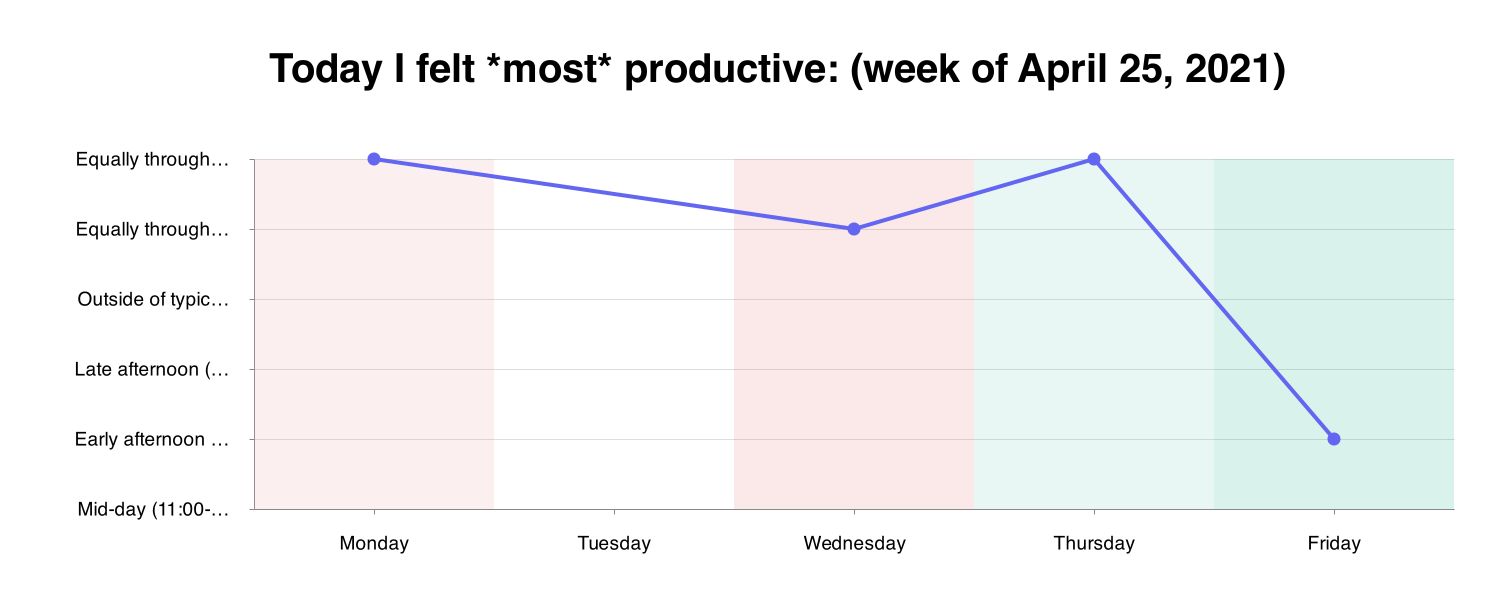 Today I felt *most* productive: (week of April 25, 2021)
Equally through…
Equally through…
Outside of typic…
Late afternoon (…
Early afternoon …
Mid-day (11:00-…
Monday
Tuesday
Wednesday
Thursday
Friday